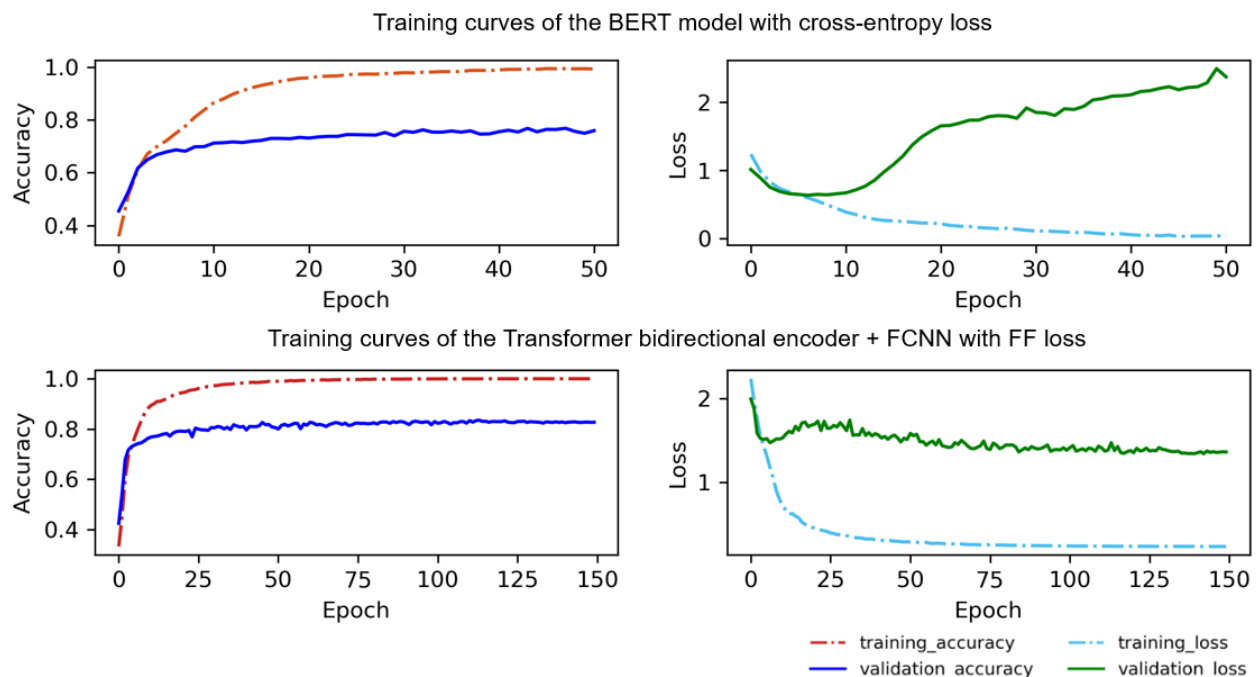 Training curves of the BERT model with cross-entropy loss
1.0
0.8
0.6
0.4
Accuracy
0 10 20 30 40 50
Epoch
2
1
0
Loss
0 10 20 30 40 50
Epoch
Training curves of the Transformer bidirectional encoder + FCNN with FF loss
1.0
0.8
0.6
0.4
Accuracy
0 25 50 75 100 125 150
Epoch
2
1
Loss
0 25 50 75 100 125 150
Epoch
training_accuracy training_loss
validation_accuracy validation_loss